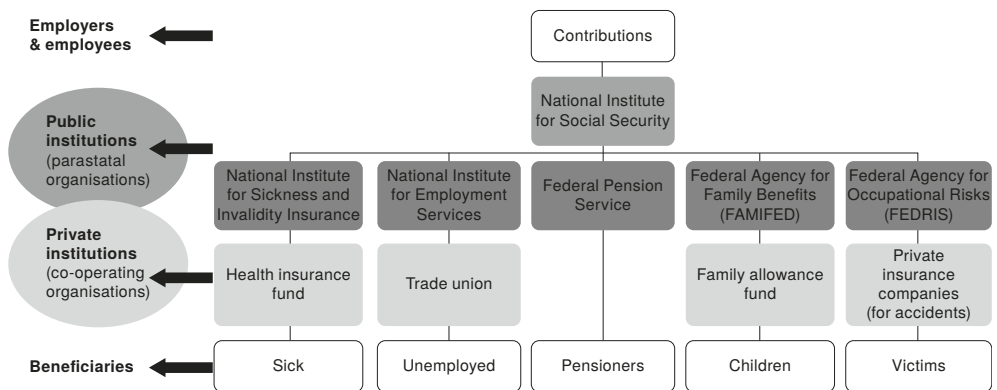 Employers
& employees
Contributions
National Institute
for Social Security
Public
institutions
(parastatal
organisations)
National Institute
for Sickness and
Invalidity Insurance
National Institute
for Employment
Services
Federal Pension
Service
Federal Agency for
Family Benefits
(FAMIFED)
Federal Agency for
Occupational Risks
(FEDRIS)
Private
institutions
(co-operating
organisations)
Health insurance
fund
Trade union
Family allowance
fund
Private
insurance
companies
(for accidents)
Beneficiaries
Sick
Unemployed
Pensioners
Children
Victims